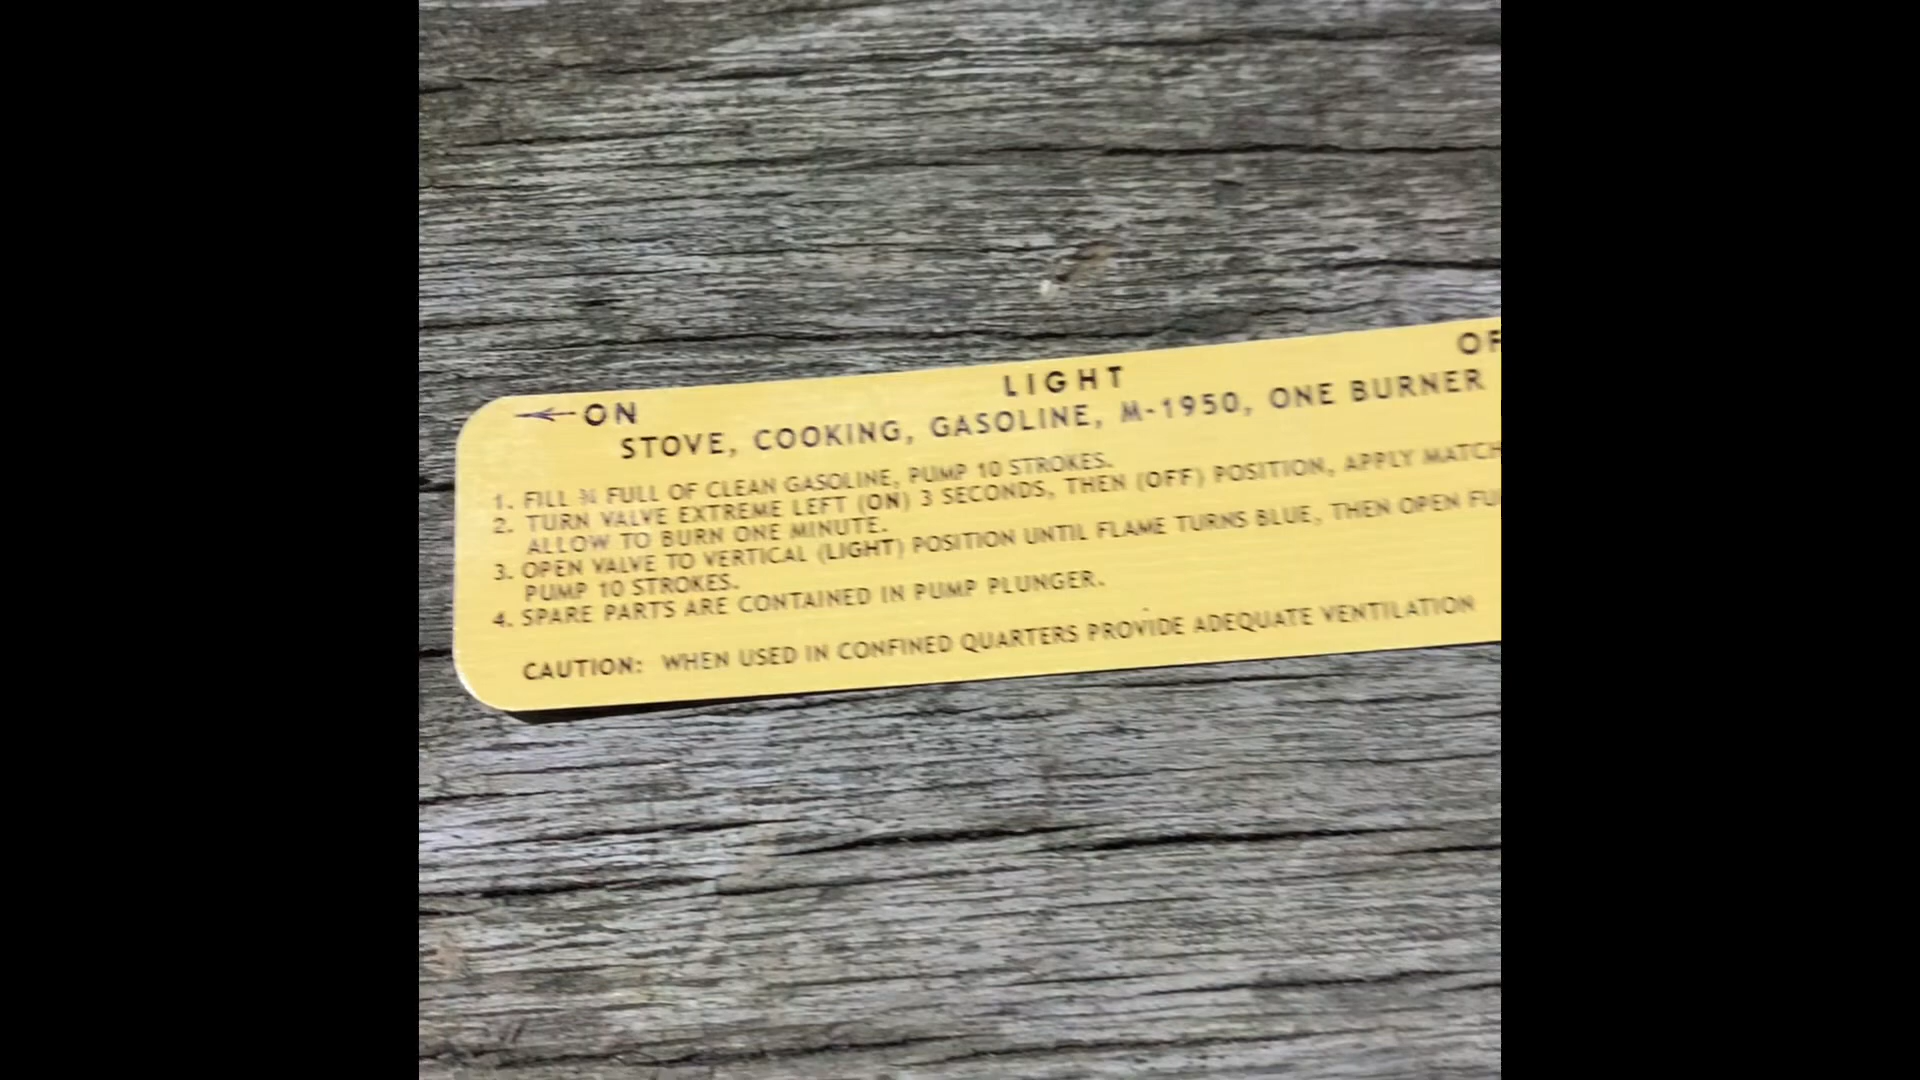 ←ON LIGHT OF
STOVE, COOKING, GASOLINE, M-1950, ONE BURNER
1. FILL ¾ FULL OF CLEAN GASOLINE, PUMP 10 STROKES.
2. TURN VALVE EXTREME LEFT (ON) 3 SECONDS, THEN (OFF) POSITION, APPLY MATCH
ALLOW TO BURN ONE MINUTE.
3. OPEN VALVE TO VERTICAL (LIGHT) POSITION UNTIL FLAME TURNS BLUE, THEN OPEN FU
PUMP 10 STROKES.
4. SPARE PARTS ARE CONTAINED IN PUMP PLUNGER.
CAUTION: WHEN USED IN CONFINED QUARTERS PROVIDE ADEQUATE VENTILATION